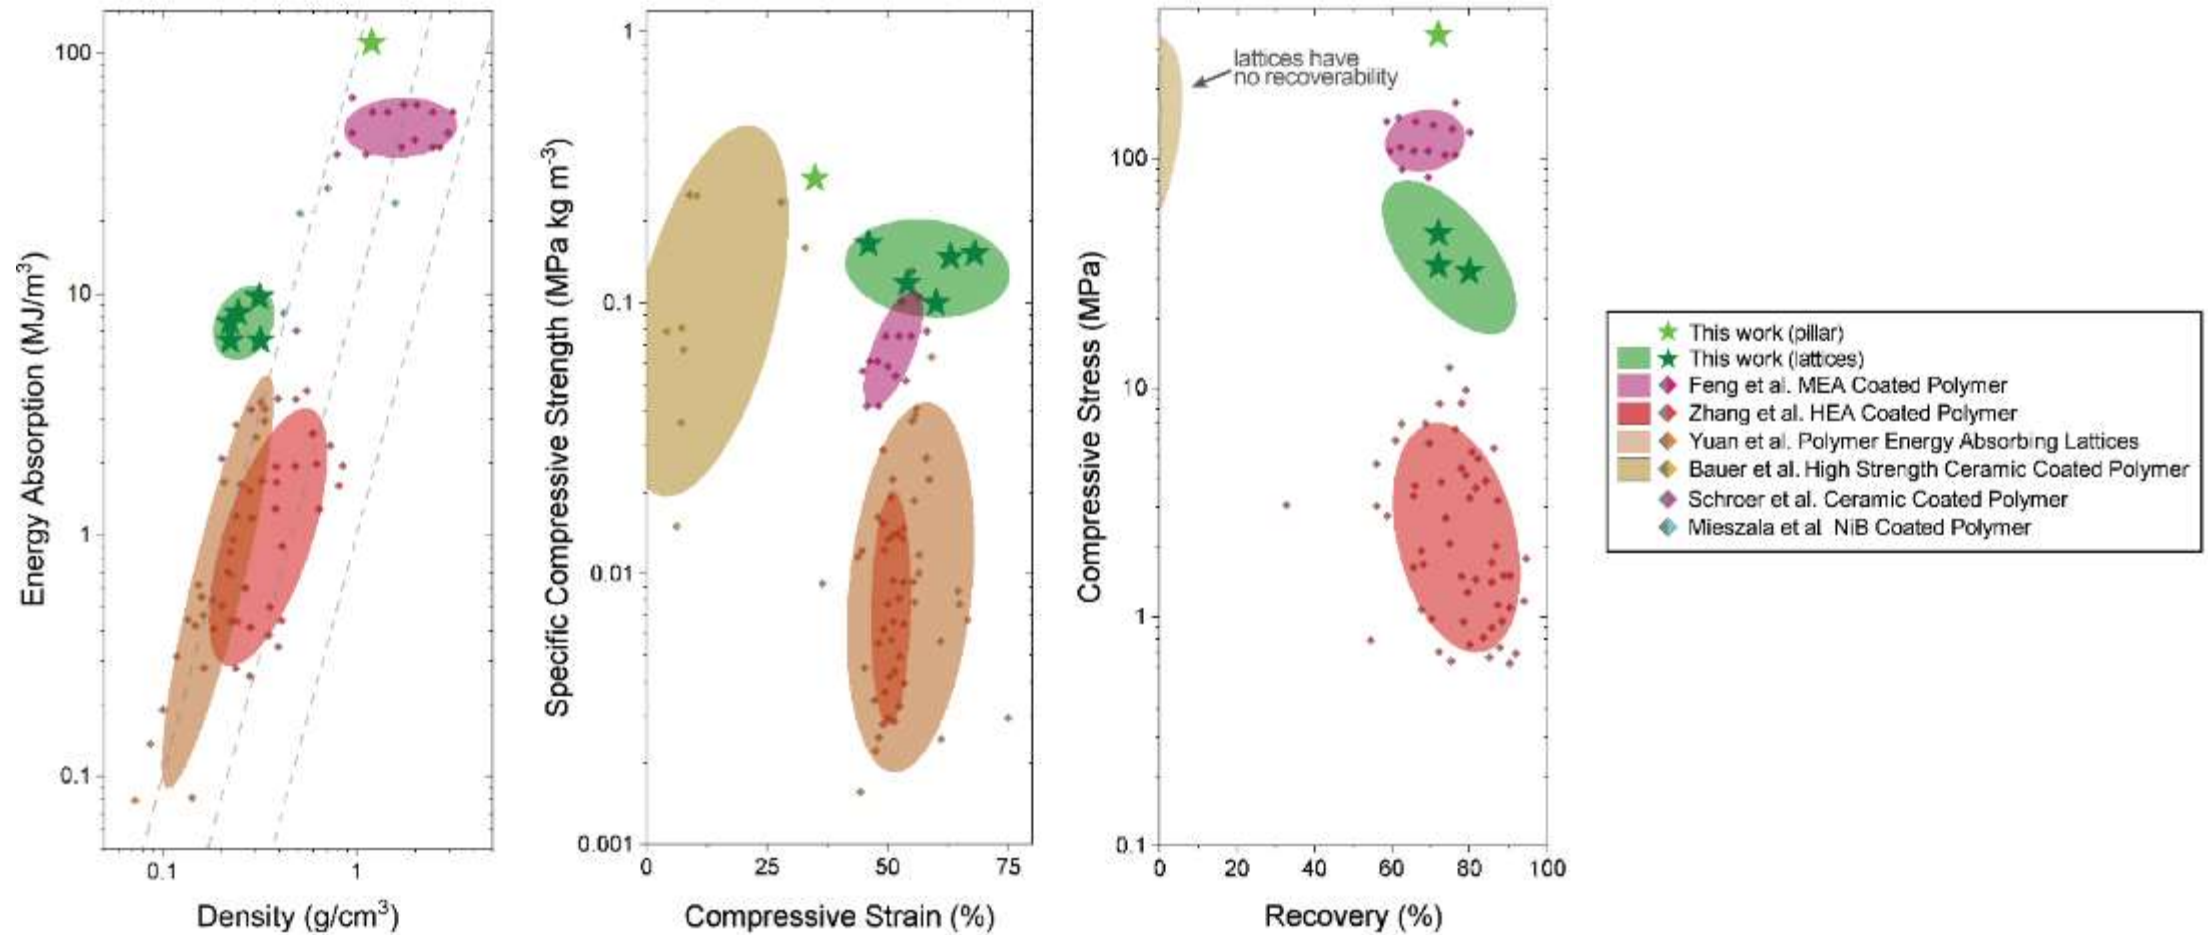 Energy Absorption (MJ/m³)
100
10
1
0.1
0.1
1
Density (g/cm³)
Specific Compressive Strength (MPa kg m⁻³)
1
0.1
0.01
0.001
0
25
50
75
Compressive Strain (%)
Compressive Stress (MPa)
100
10
1
0.1
0
20
40
60
80
100
Recovery (%)
lattices have
no recoverability
This work (pillar)
This work (lattices)
Feng et al. MEA Coated Polymer
Zhang et al. HEA Coated Polymer
Yuan et al. Polymer Energy Absorbing Lattices
Bauer et al. High Strength Ceramic Coated Polymer
Schroer et al. Ceramic Coated Polymer
Mieszala et al NiB Coated Polymer